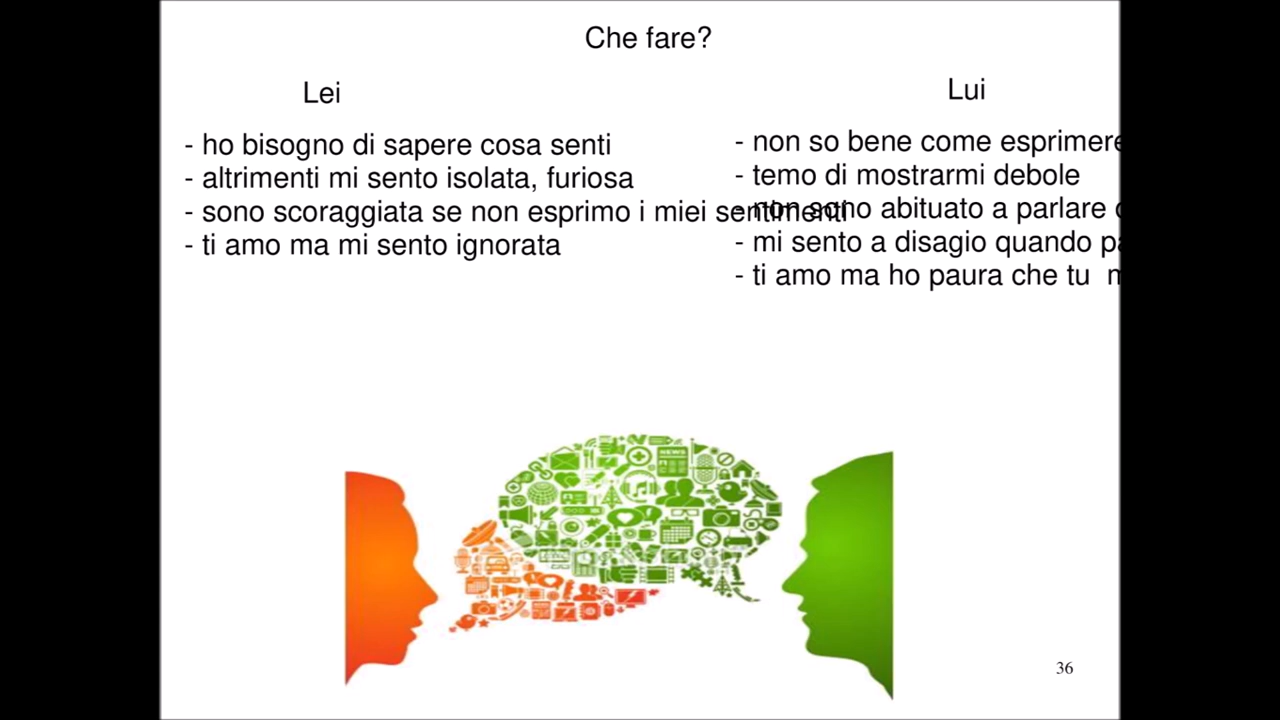 Che fare?
Lei
- ho bisogno di sapere cosa senti
- altrimenti mi sento isolata, furiosa
- sono scoraggiata se non esprimo i miei sentimenti
- ti amo ma mi sento ignorata
Lui
- non so bene come esprimere
- temo di mostrarmi debole
- non sono abituato a parlare
- mi sento a disagio quando
- ti amo ma ho paura che tu
NEWS
36